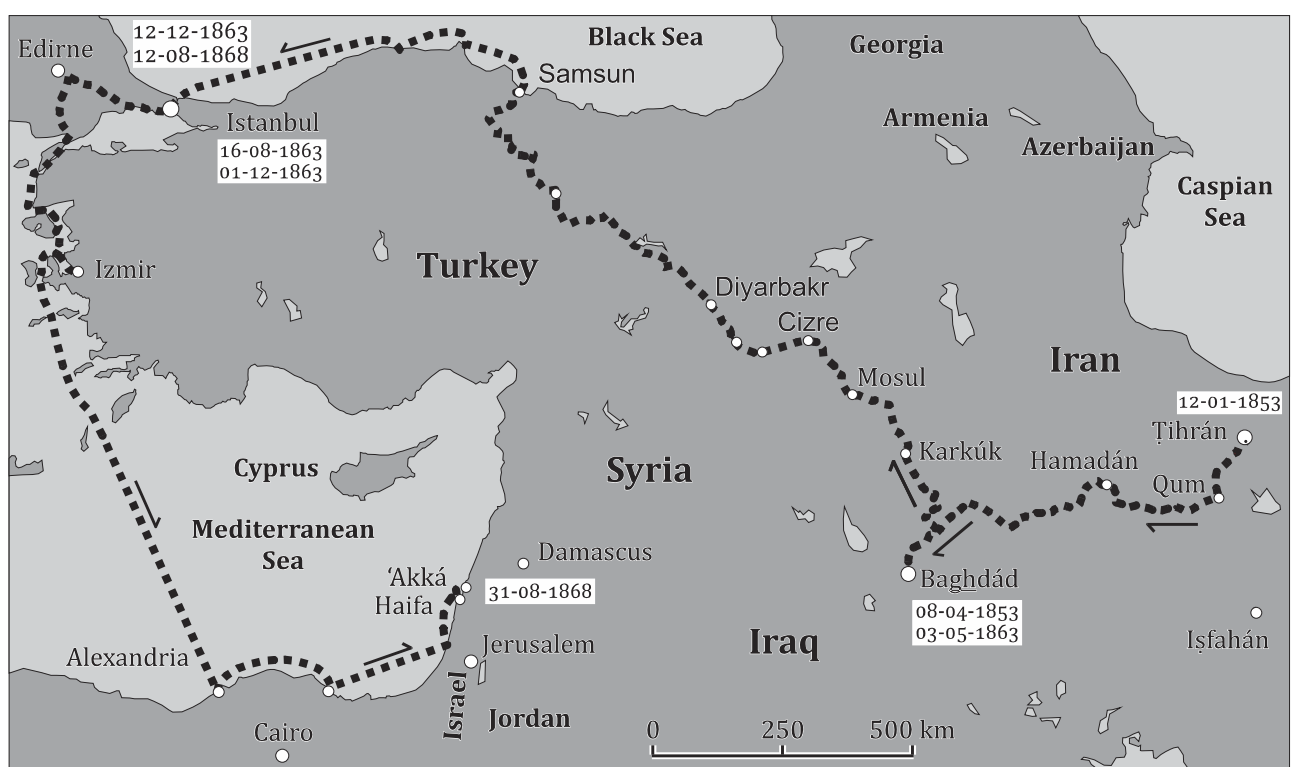 12-12-1863
12-08-1868
Edirne
Black Sea
Georgia
Samsun
Istanbul
16-08-1863
01-12-1863
Armenia
Azerbaijan
Caspian
Sea
Turkey
Izmir
Diyarbakr
Cizre
Iran
Mosul
12-01-1853
Ṭihrán
Karkúk
Hamadán
Qum
Cyprus
Syria
Mediterranean
Sea
Damascus
‘Akká
Haifa
31-08-1868
Baghdád
08-04-1853
03-05-1863
Iṣfahán
Iraq
Alexandria
Jerusalem
Israel
Jordan
Cairo
0 250 500 km